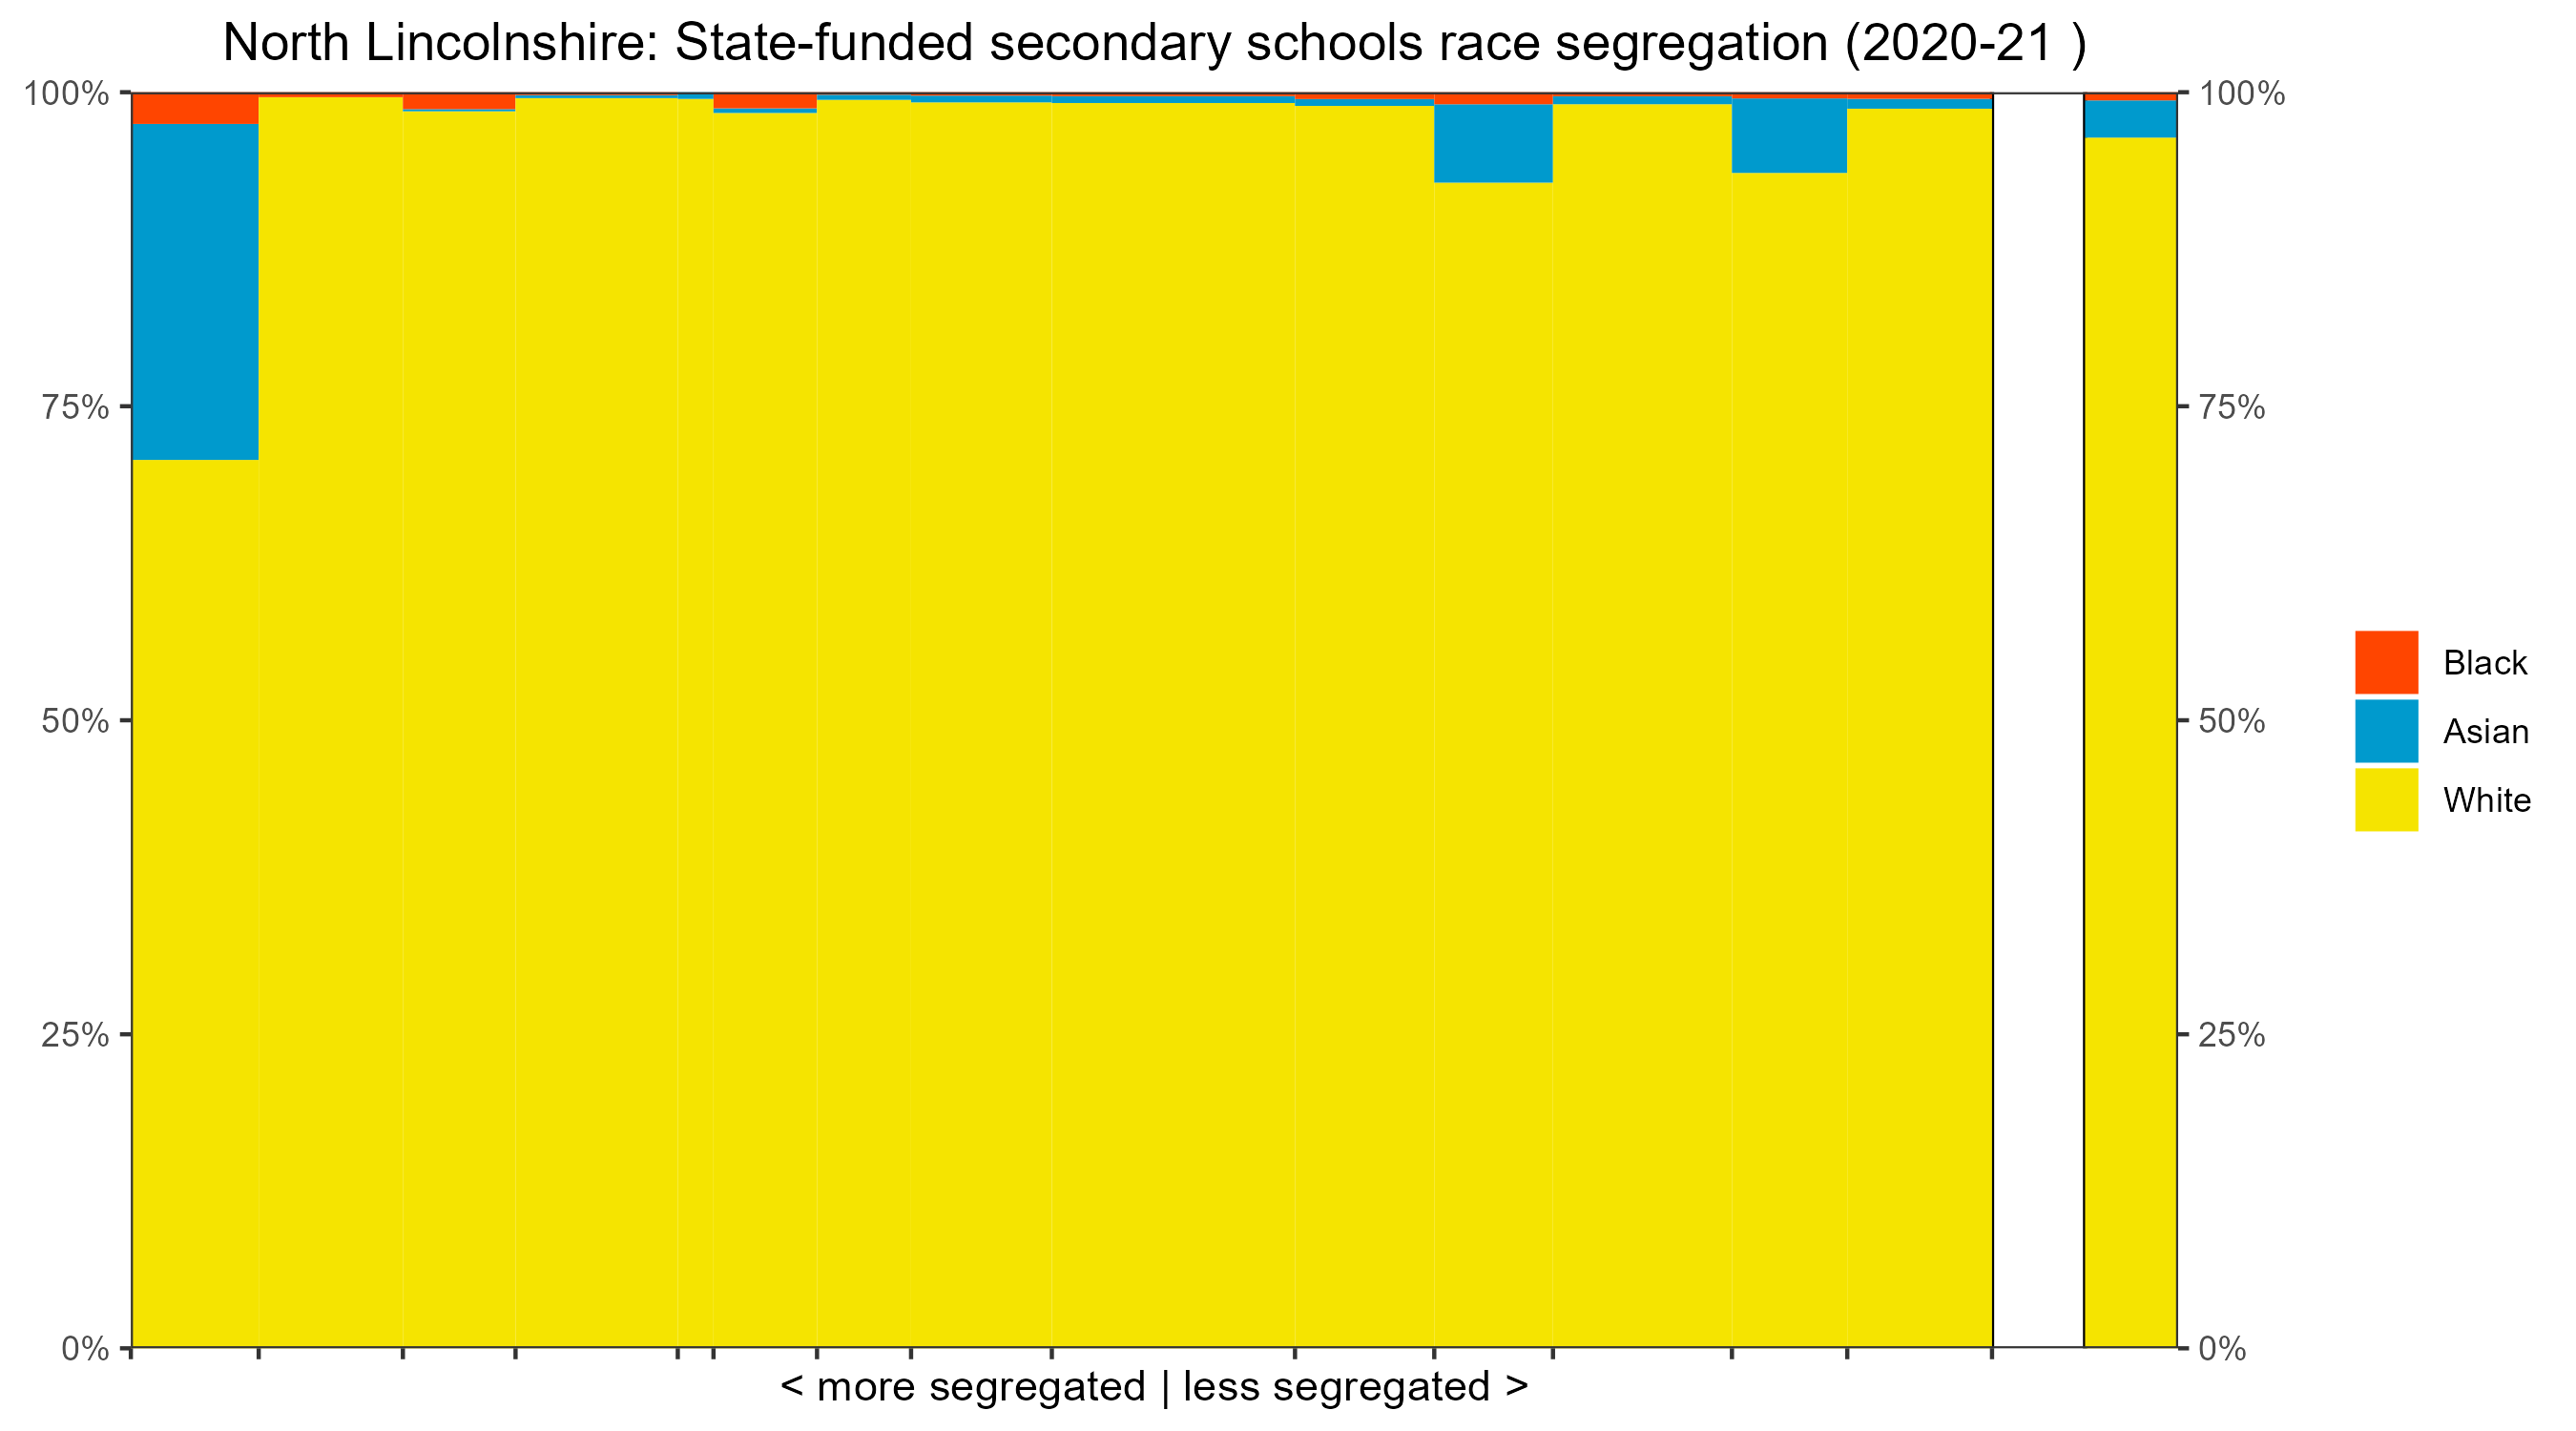 North Lincolnshire: State-funded secondary schools race segregation (2020-21 )
100%
75%
50%
25%
0%
100%
75%
50%
25%
0%
Black
Asian
White
< more segregated | less segregated >